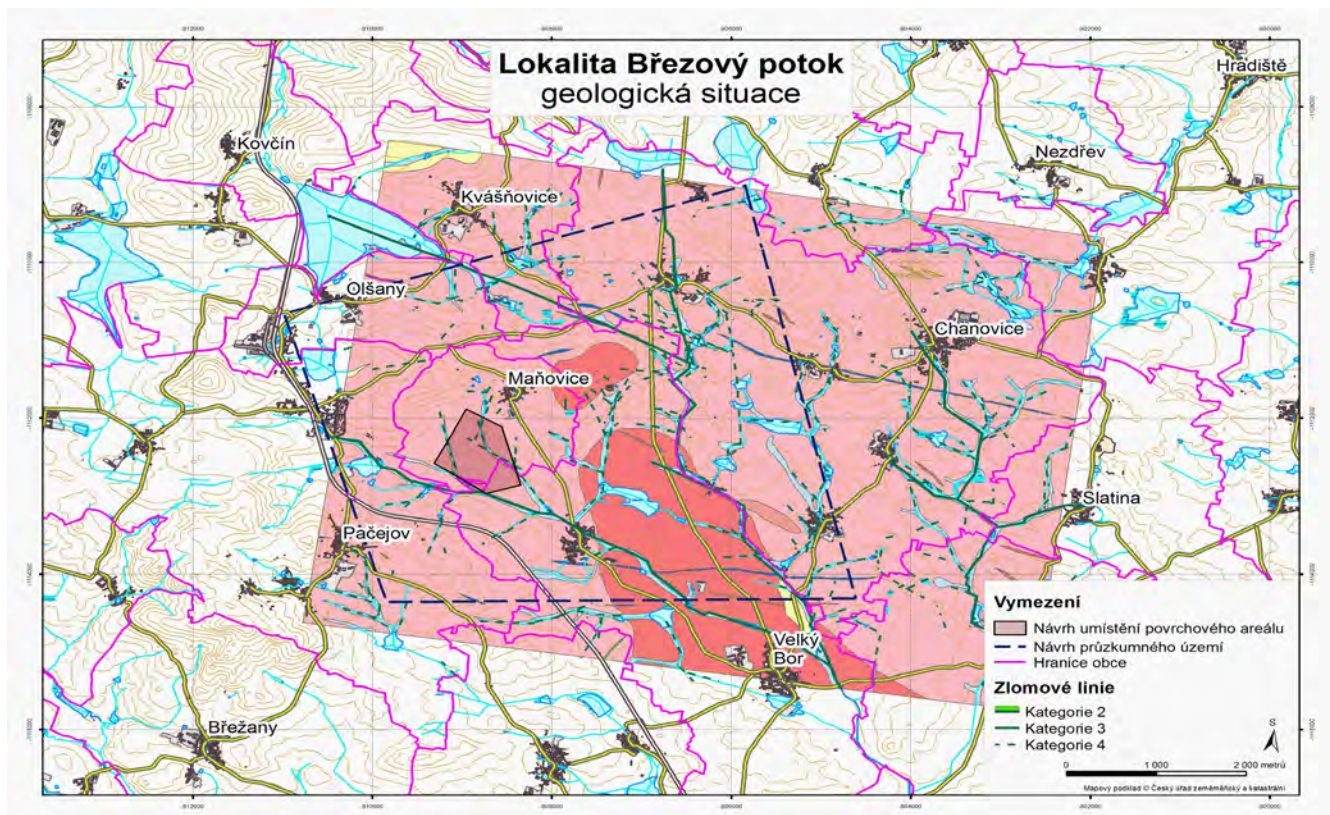 Lokalita Březový potok
geologická situace
Hradiště
Kovčín
Nezdřev
Kvášňovice
Olšany
Chanovice
Maňovice
Slatina
Pačejov
Velký
Bor
Břežany
Vymezení
Návrh umístění povrchového areálu
Návrh průzkumného území
Hranice obce
Zlomové linie
Kategorie 2
Kategorie 3
Kategorie 4
S
0 1 000 2 000 metrů
Mapový podklad © Český úřad zeměměřický a katastrální